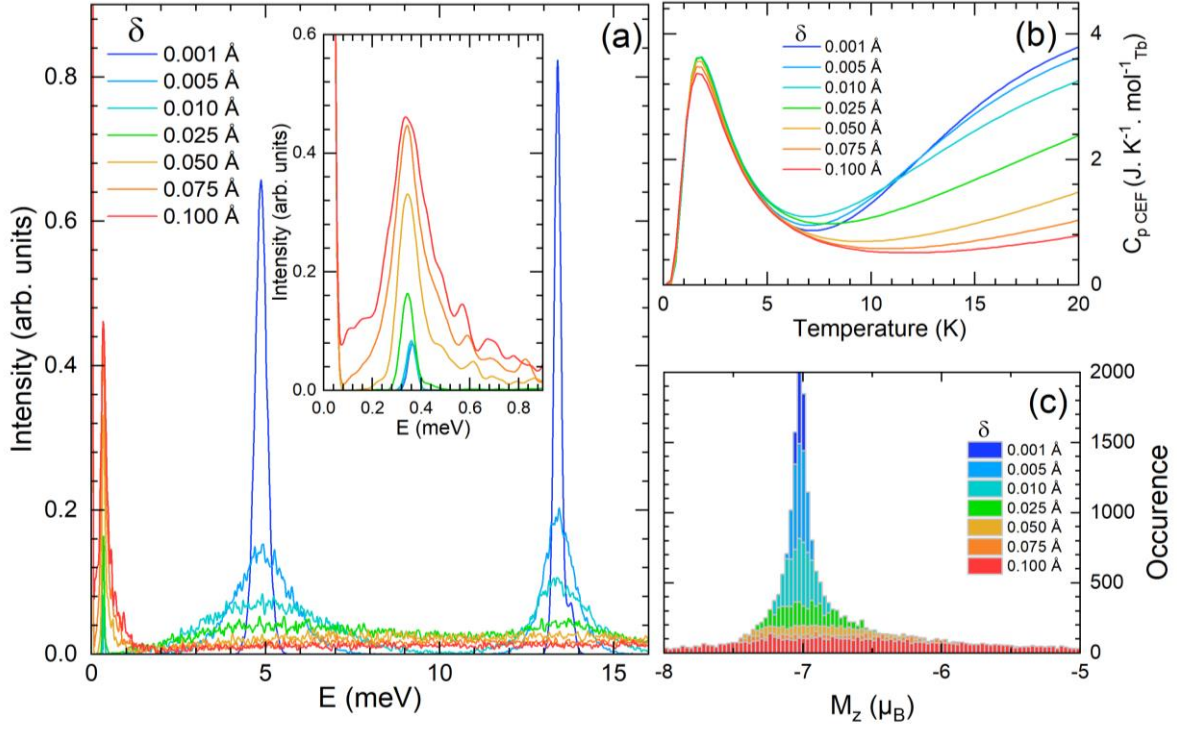 (a)
δ
0.001 Å
0.005 Å
0.010 Å
0.025 Å
0.050 Å
0.075 Å
0.100 Å
0.8
0.6
0.4
0.2
0.0
Intensity (arb. units)
0 5 10 15
E (meV)
0.6
0.4
0.2
0.0
Intensity (arb. units)
0.0 0.2 0.4 0.6 0.8
E (meV)
(b)
δ
0.001 Å
0.005 Å
0.010 Å
0.025 Å
0.050 Å
0.075 Å
0.100 Å
4
2
0
C_p CEF (J. K⁻¹. mol⁻¹_Tb)
0 5 10 15 20
Temperature (K)
(c)
δ
0.001 Å
0.005 Å
0.010 Å
0.025 Å
0.050 Å
0.075 Å
0.100 Å
2000
1500
1000
500
0
Occurence
-8 -7 -6 -5
M_z (μ_B)